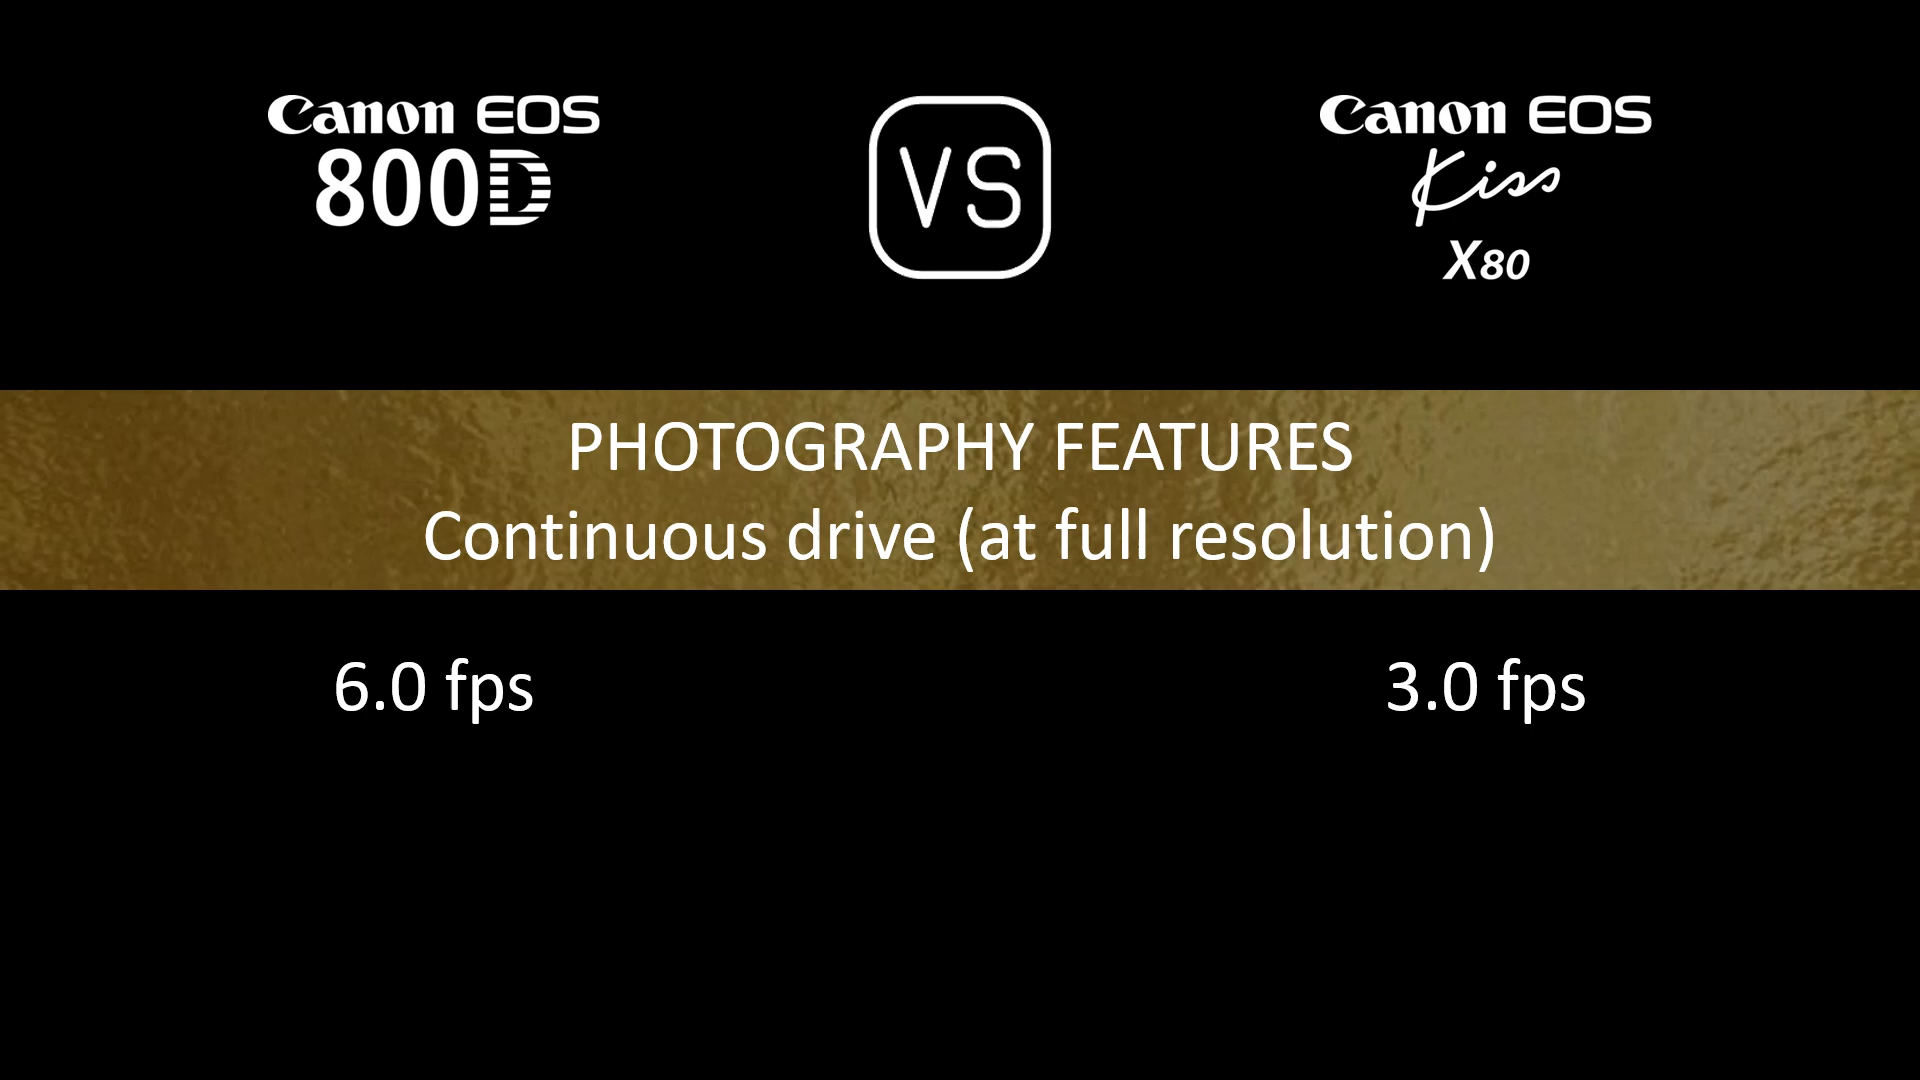 Canon EOS
800D
VS
Canon EOS
Kiss
X80
PHOTOGRAPHY FEATURES
Continuous drive (at full resolution)
6.0 fps
3.0 fps